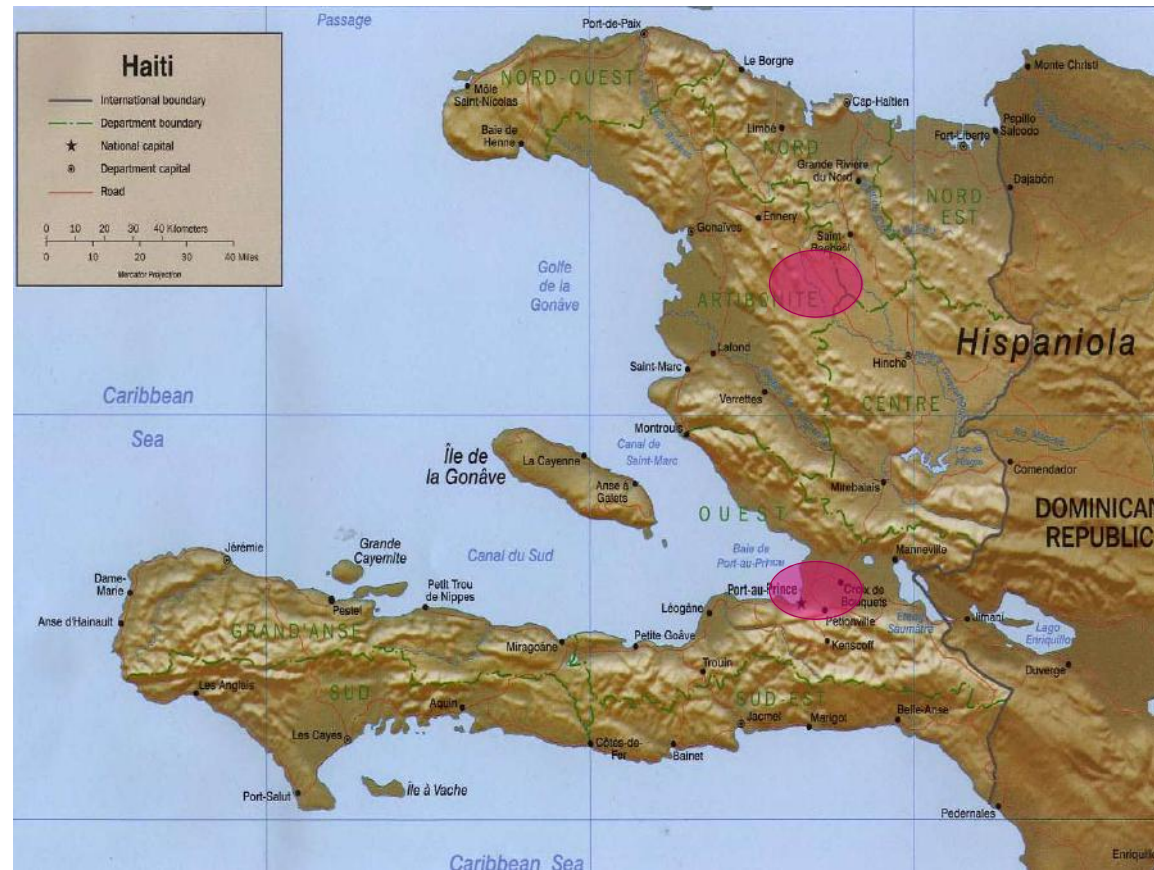 Passage
Haiti
International boundary
Department boundary
National capital
Department capital
Road
0 10 20 30 40 Kilometers
0 10 20 30 40 Miles
Mercator Projection
Port-de-Paix
NORD-OUEST
Le Borgne
Monte Christi
Môle
Saint-Nicolas
Cap-Haïtien
Baie de
Henne
Limbé
NORD
Fort-Liberté
Pepillo
Salcedo
Grande Rivière
du Nord
Dajabón
NORD
EST
Ennery
Gonaïves
Saint-
Raphaël
Golfe
de la
Gonâve
ARTIBONITE
Hispaniola
Lafond
Saint-Marc
Hinche
Verrettes
CENTRE
Caribbean
Sea
Montrouis
Canal de
Saint-Marc
Île de
la Gonâve
La Cayenne
Anse à
Galets
Comendador
Mirebalais
OUEST
DOMINICAN
REPUBLIC
Grande
Cayemite
Canal du Sud
Baie de
Port-au-Prince
Manneville
Jérémie
Dame-
Marie
Pestel
Petit Trou
de Nippes
Port-au-Prince
Croix de
Bouquets
Léogâne
Pétionville
Etang
Saumâtre
Jimaní
Lago
Enriquillo
Anse d'Hainault
GRAND'ANSE
Miragoâne
Petite Goâve
Kenscoff
Trouin
Duverge
Les Anglais
SUD
Aquin
SUD-EST
Jacmel
Marigot
Belle-Anse
Les Cayes
Côtes-de-
Fer
Bainet
Île à Vache
Port-Salut
Pedernales
Caribbean Sea